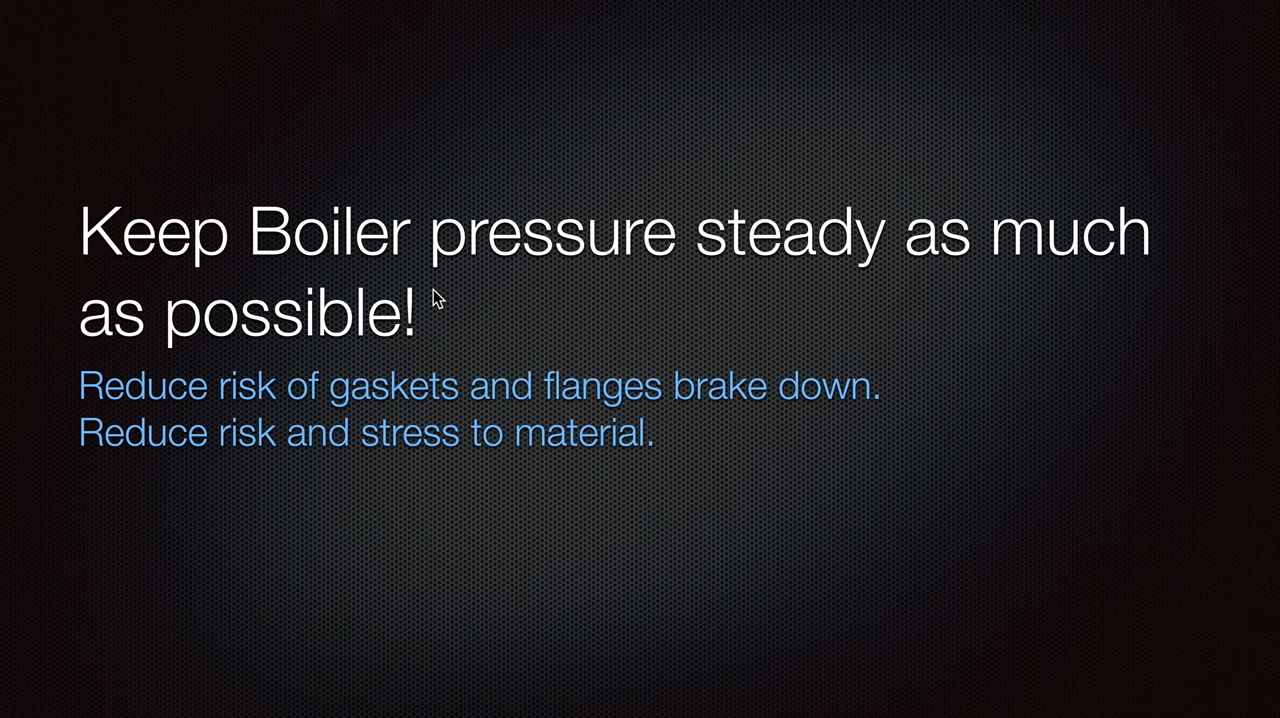 Keep Boiler pressure steady as much
as possible!
Reduce risk of gaskets and flanges brake down.
Reduce risk and stress to material.